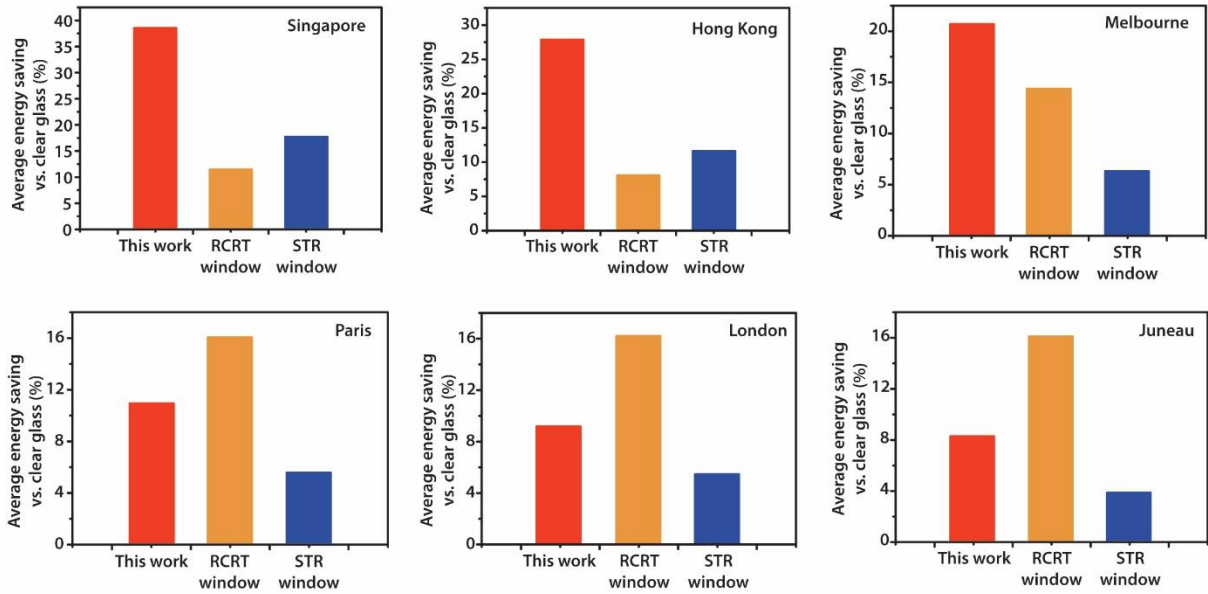 Average energy saving
vs. clear glass (%)
40
35
30
25
20
15
10
5
0
Singapore
This work
RCRT
window
STR
window
Average energy saving
vs. clear glass (%)
30
25
20
15
10
5
0
Hong Kong
This work
RCRT
window
STR
window
Average energy saving
vs. clear glass (%)
20
15
10
5
0
Melbourne
This work
RCRT
window
STR
window
Average energy saving
vs. clear glass (%)
16
12
8
4
0
Paris
This work
RCRT
window
STR
window
Average energy saving
vs. clear glass (%)
16
12
8
4
0
London
This work
RCRT
window
STR
window
Average energy saving
vs. clear glass (%)
16
12
8
4
0
Juneau
This work
RCRT
window
STR
window